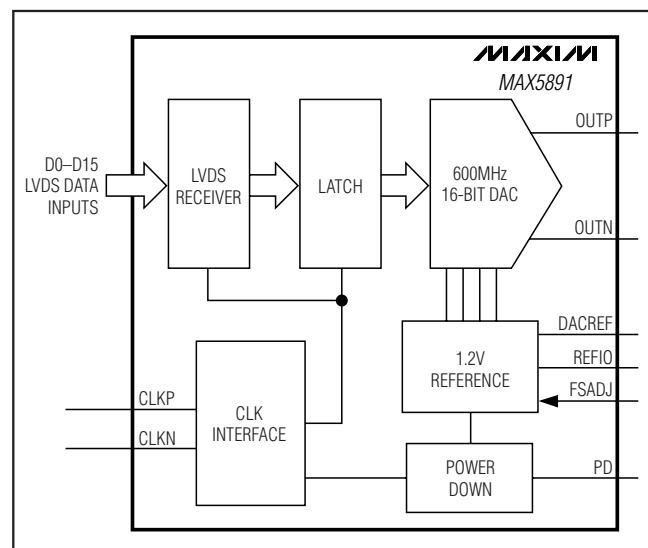 MAXIM
MAX5891
D0–D15
LVDS DATA
INPUTS
LVDS
RECEIVER
LATCH
600MHz
16-BIT DAC
OUTP
OUTN
CLKP
CLKN
CLK
INTERFACE
1.2V
REFERENCE
DACREF
REFIO
FSADJ
POWER
DOWN
PD